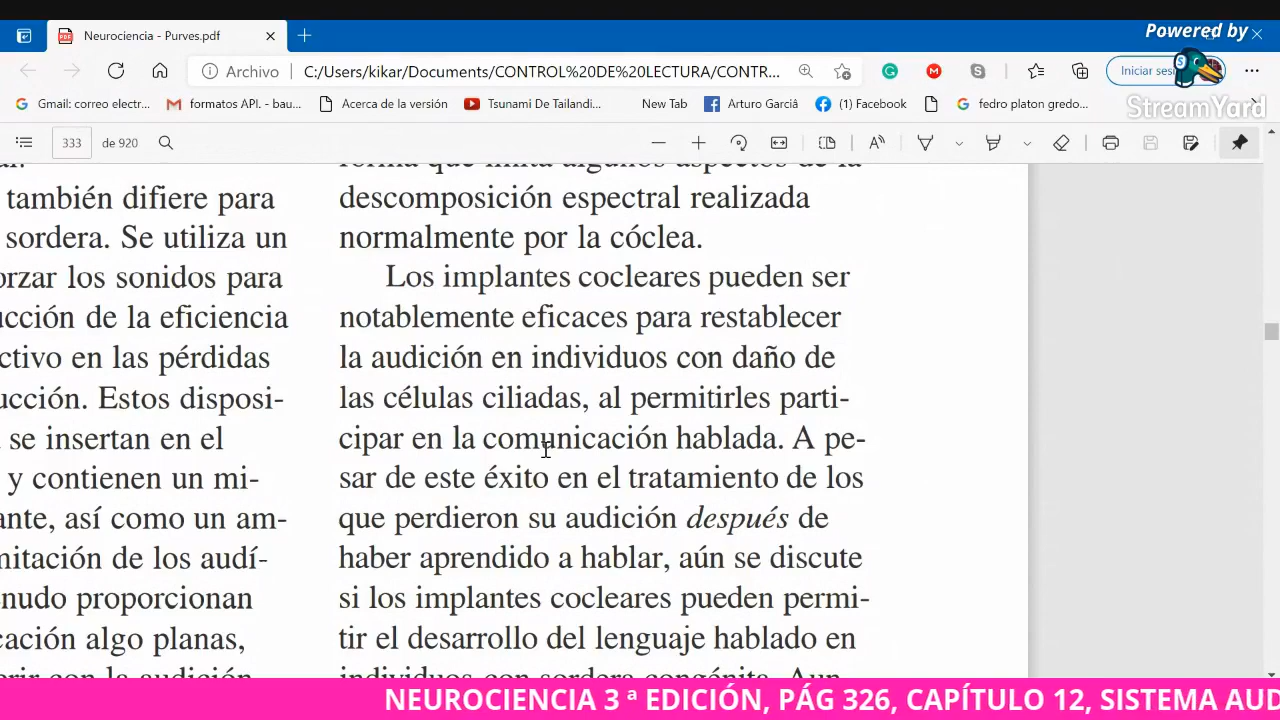 Powered by
StreamYard
Neurociencia - Purves.pdf
Archivo
C:/Users/kikar/Documents/CONTROL%20DE%20LECTURA/CONTR...
Iniciar
Gmail: correo electr...
formatos API. - bau...
Acerca de la versió
Tsunami De Tailandi...
New Tab
Arturo Garciâ
(1) Facebook
fedro platon gredo...
333
de 920
descomposición espectral realizada
normalmente por la cóclea.
Los implantes cocleares pueden ser
notablemente eficaces para restablecer
la audición en individuos con daño de
las células ciliadas, al permitirles parti-
cipar en la comunicación hablada. A pe-
sar de este éxito en el tratamiento de los
que perdieron su audición después de
haber aprendido a hablar, aún se discute
si los implantes cocleares pueden permi-
tir el desarrollo del lenguaje hablado en
individuos con sordera congénita. Aun
también difiere para
sordera. Se utiliza un
orzar los sonidos para
ucción de la eficiencia
ctivo en las pérdidas
ucción. Estos disposi-
se insertan en el
y contienen un mi-
ante, así como un am-
mitación de los audí-
nudo proporcionan
cación algo planas,
NEUROCIENCIA 3 ª EDICIÓN, PÁG 326, CAPÍTULO 12, SISTEMA AUD